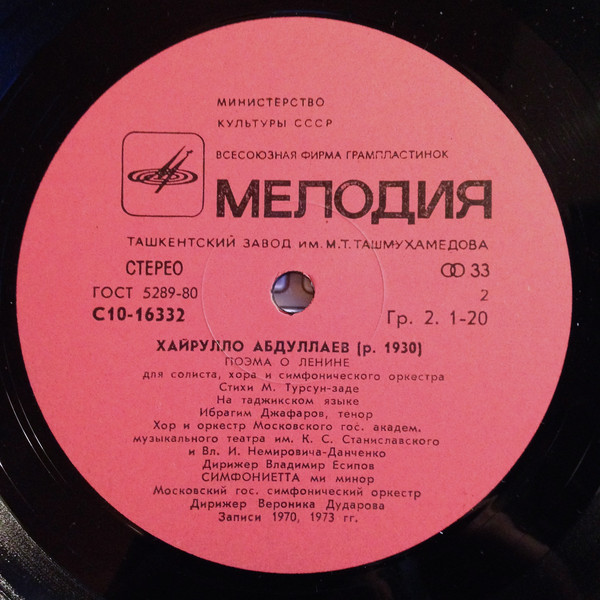 МИНИСТЕРСТВО
КУЛЬТУРЫ СССР
ВСЕСОЮЗНАЯ ФИРМА ГРАМПЛАСТИНОК
МЕЛОДИЯ
ТАШКЕНТСКИЙ ЗАВОД ИМ. М.Т. ТАШМУХАМЕДОВА
СТЕРЕО
33
ГОСТ 5289-80
2
С10-16332
Гр. 2. 1-20
ХАЙРУЛЛО АБДУЛЛАЕВ (р. 1930)
ПОЭМА О ЛЕНИНЕ
для солиста, хора и симфонического оркестра
Стихи М. Турсун-заде
На таджикском языке
Ибрагим Джафаров, тенор
Хор и оркестр Московского гос. академ.
музыкального театра им. К. С. Станиславского
и Вл. И. Немировича-Данченко
Дирижер Владимир Есипов
СИМФОНИЕТТА ми минор
Московский гос. симфонический оркестр
Дирижер Вероника Дударова
Записи 1970, 1973 гг.